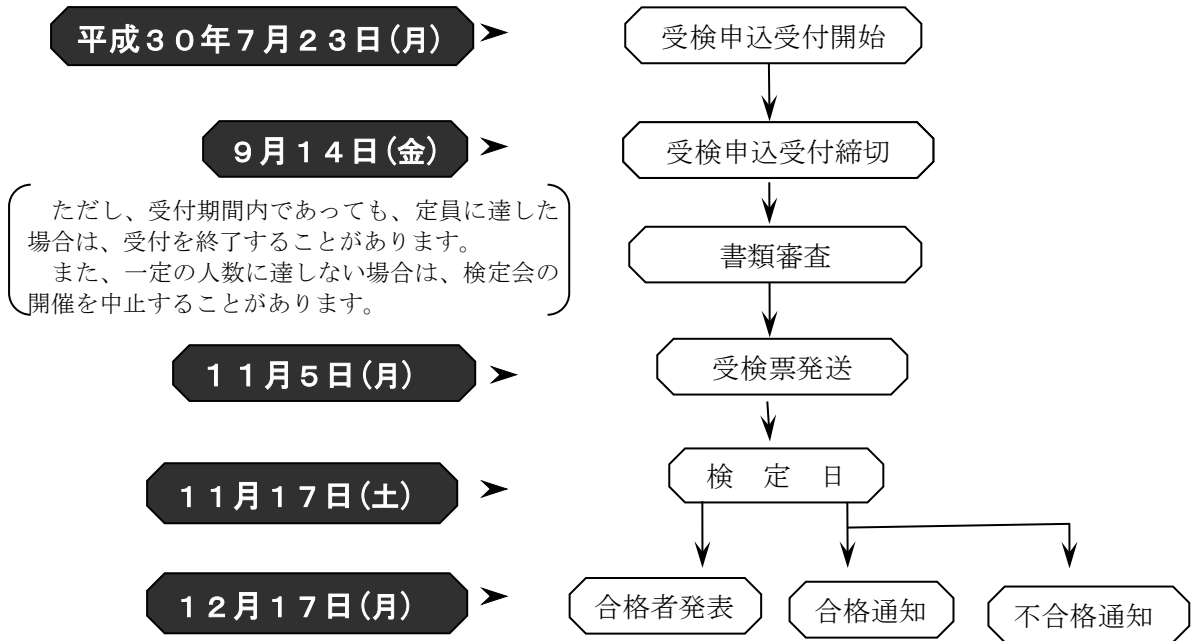 平成３０年７月２３日(月)
受検申込受付開始
９月１４日(金)
受検申込受付締切
ただし、受付期間内であっても、定員に達した
場合は、受付を終了することがあります。
また、一定の人数に達しない場合は、検定会の
開催を中止することがあります。
書類審査
１１月５日(月)
受検票発送
１１月１７日(土)
検　定　日
１２月１７日(月)
合格者発表
合格通知
不合格通知